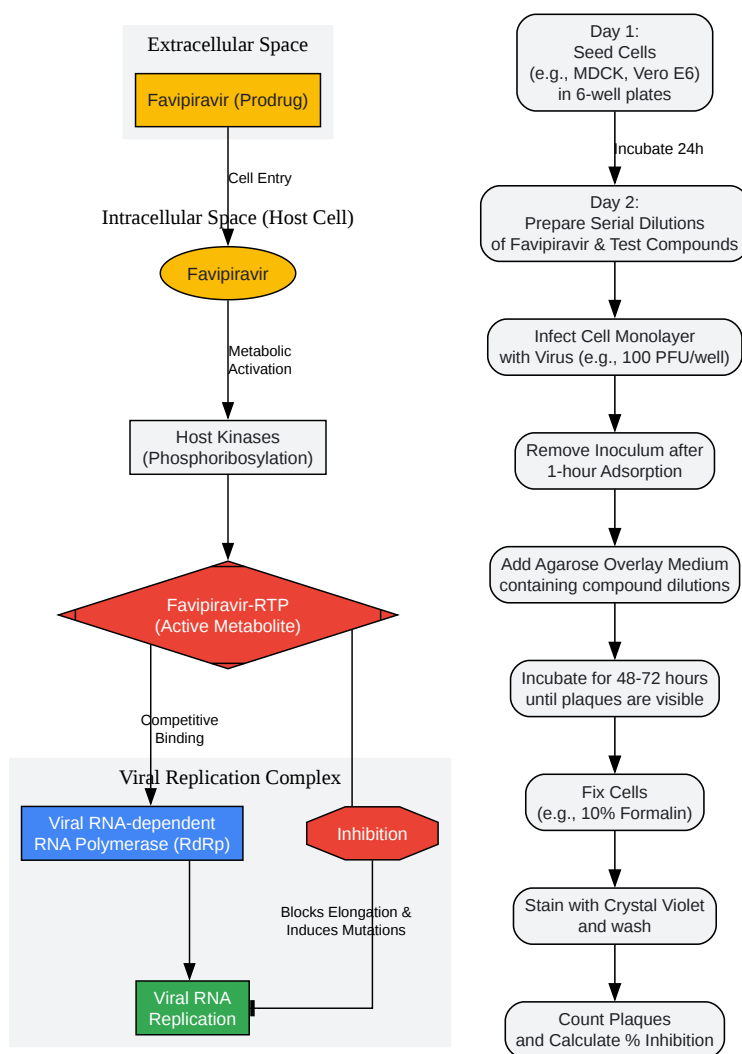 Extracellular Space
Favipiravir (Prodrug)
Cell Entry
Intracellular Space (Host Cell)
Favipiravir
Metabolic
Activation
Host Kinases
(Phosphoribosylation)
Favipiravir-RTP
(Active Metabolite)
Competitive
Binding
Viral Replication Complex
Viral RNA-dependent
RNA Polymerase (RdRp)
Inhibition
Blocks Elongation &
Induces Mutations
Viral RNA
Replication
Day 1:
Seed Cells
(e.g., MDCK, Vero E6)
in 6-well plates
Incubate 24h
Day 2:
Prepare Serial Dilutions
of Favipiravir & Test Compounds
Infect Cell Monolayer
with Virus (e.g., 100 PFU/well)
Remove Inoculum after
1-hour Adsorption
Add Agarose Overlay Medium
containing compound dilutions
Incubate for 48-72 hours
until plaques are visible
Fix Cells
(e.g., 10% Formalin)
Stain with Crystal Violet
and wash
Count Plaques
and Calculate % Inhibition